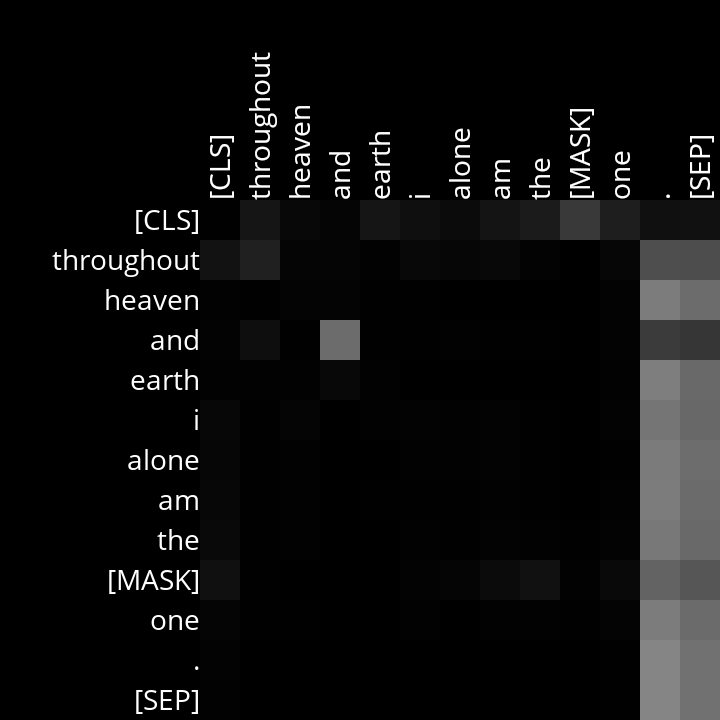 [CLS] throughout heaven and earth i alone am the [MASK] one . [SEP]
[CLS]
throughout
heaven
and
earth
i
alone
am
the
[MASK]
one
.
[SEP]